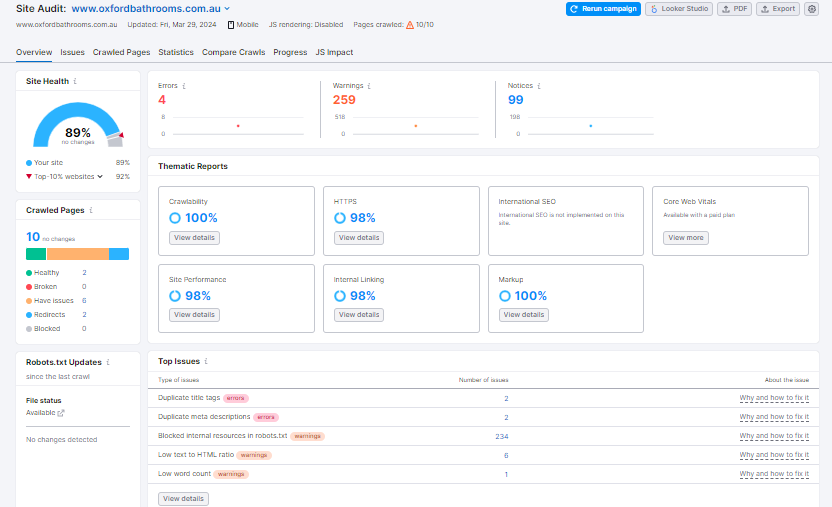 Site Audit: www.oxfordbathrooms.com.au
Rerun campaign
Looker Studio
PDF
Export
www.oxfordbathrooms.com.au Updated: Fri, Mar 29, 2024 Mobile JS rendering: Disabled Pages crawled: 10/10
Overview Issues Crawled Pages Statistics Compare Crawls Progress JS Impact
Site Health i
89%
no changes
Your site 89%
Top-10% websites 92%
Errors i
4
8
0
Warnings i
259
518
0
Notices i
99
198
0
Crawled Pages i
10 no changes
Healthy 2
Broken 0
Have issues 6
Redirects 2
Blocked 0
Thematic Reports
Crawlability
100%
View details
HTTPS
98%
View details
International SEO
International SEO is not implemented on this
site.
Core Web Vitals
Available with a paid plan
View more
Site Performance
98%
View details
Internal Linking
98%
View details
Markup
100%
View details
Robots.txt Updates i
since the last crawl
File status
Available
No changes detected
Top Issues i
Type of issues Number of issues About the issue
Duplicate title tags errors 2 Why and how to fix it
Duplicate meta descriptions errors 2 Why and how to fix it
Blocked internal resources in robots.txt warnings 234 Why and how to fix it
Low text to HTML ratio warnings 6 Why and how to fix it
Low word count warnings 1 Why and how to fix it
View details